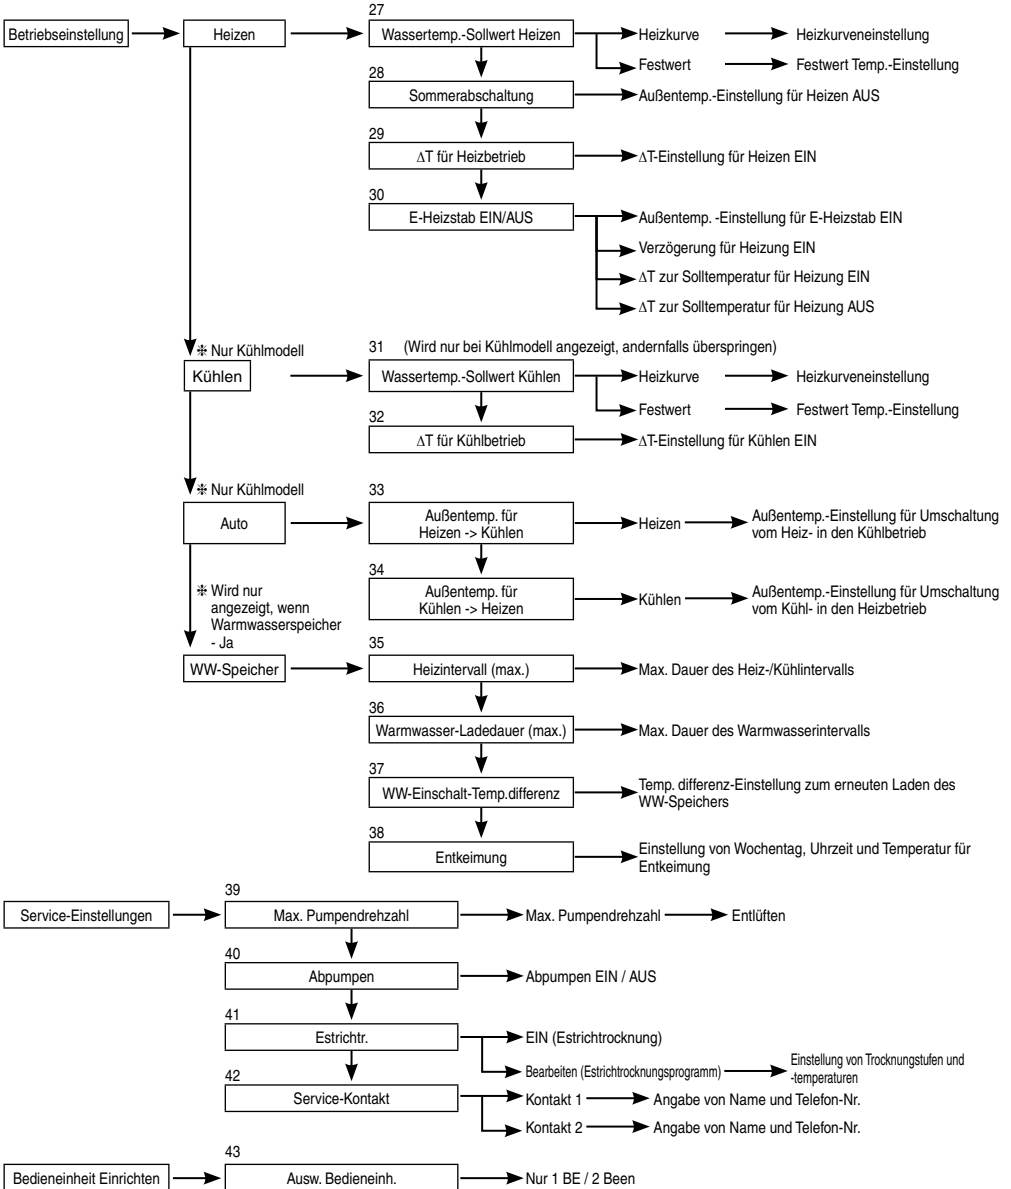 27
Betriebseinstellung
Heizen
Wassertemp.-Sollwert Heizen
Heizkurve
Heizkurveneinstellung
Festwert
Festwert Temp.-Einstellung
28
Sommerabschaltung
Außentemp.-Einstellung für Heizen AUS
29
ΔT für Heizbetrieb
ΔT-Einstellung für Heizen EIN
30
E-Heizstab EIN/AUS
Außentemp. -Einstellung für E-Heizstab EIN
Verzögerung für Heizung EIN
ΔT zur Solltemperatur für Heizung EIN
ΔT zur Solltemperatur für Heizung AUS
⁜ Nur Kühlmodell
31 (Wird nur bei Kühlmodell angezeigt, andernfalls überspringen)
Kühlen
Wassertemp.-Sollwert Kühlen
Heizkurve
Heizkurveneinstellung
Festwert
Festwert Temp.-Einstellung
32
ΔT für Kühlbetrieb
ΔT-Einstellung für Kühlen EIN
⁜ Nur Kühlmodell
33
Auto
Außentemp. für
Heizen -> Kühlen
Heizen
Außentemp.-Einstellung für Umschaltung
vom Heiz- in den Kühlbetrieb
34
Außentemp. für
Kühlen -> Heizen
Kühlen
Außentemp.-Einstellung für Umschaltung
vom Kühl- in den Heizbetrieb
⁜ Wird nur
angezeigt, wenn
Warmwasserspeicher
- Ja
35
WW-Speicher
Heizintervall (max.)
Max. Dauer des Heiz-/Kühlintervalls
36
Warmwasser-Ladedauer (max.)
Max. Dauer des Warmwasserintervalls
37
WW-Einschalt-Temp.differenz
Temp. differenz-Einstellung zum erneuten Laden des
WW-Speichers
38
Entkeimung
Einstellung von Wochentag, Uhrzeit und Temperatur für
Entkeimung
39
Service-Einstellungen
Max. Pumpendrehzahl
Max. Pumpendrehzahl
Entlüften
40
Abpumpen
Abpumpen EIN / AUS
41
Estrichtr.
EIN (Estrichtrocknung)
Bearbeiten (Estrichtrocknungsprogramm)
Einstellung von Trocknungstufen und
-temperaturen
42
Service-Kontakt
Kontakt 1
Angabe von Name und Telefon-Nr.
Kontakt 2
Angabe von Name und Telefon-Nr.
43
Bedieneinheit Einrichten
Ausw. Bedieneinh.
Nur 1 BE / 2 Been